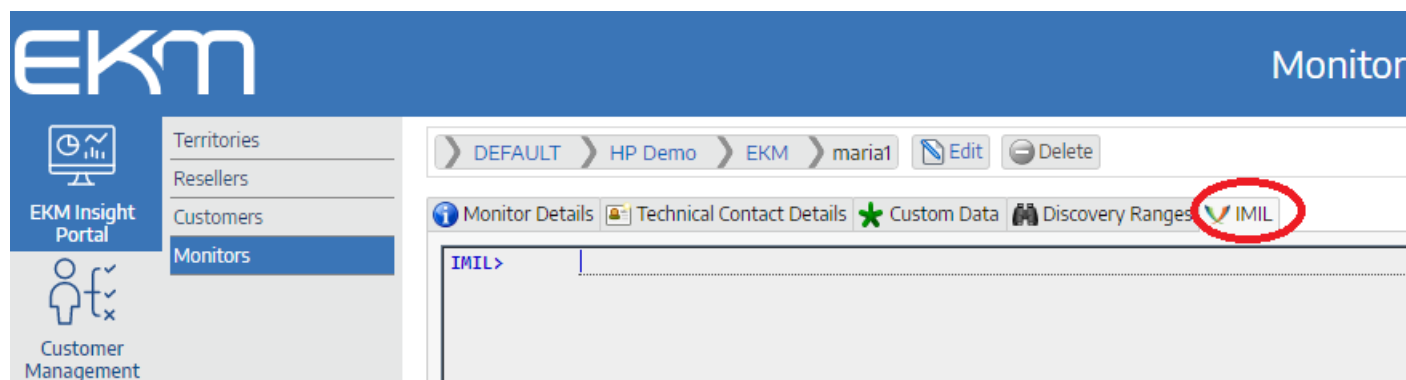 EKM
Monitor
EKM Insight
Portal
Customer
Management
Territories
Resellers
Customers
Monitors
DEFAULT HP Demo EKM maria1 Edit Delete
Monitor Details Technical Contact Details Custom Data Discovery Ranges IMIL
IMIL>